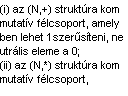 (i) az (N,+) struktúra kom
mutatív félcsoport, amely
ben lehet 1szerűsíteni, ne
utrális eleme a 0;
(ii) az (N,*) struktúra kom
mutatív félcsoport,